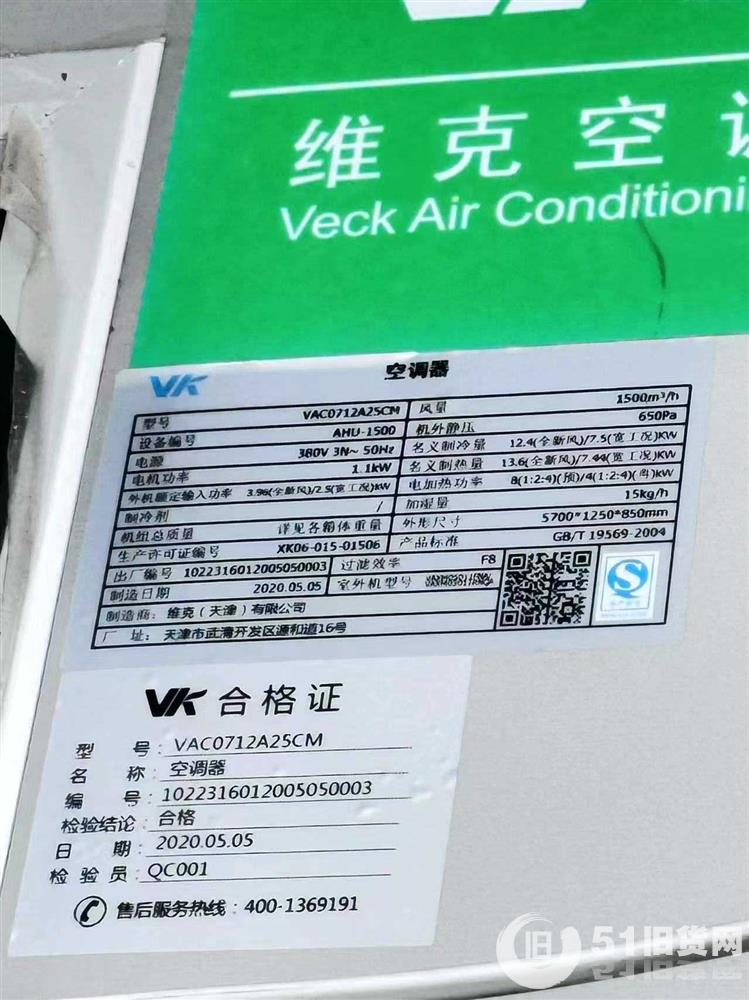 维克空调
Veck Air Conditioni
VK
空调器
型号 VAC0712A25CM 风量 1500m³/h
设备编号 AHU-1500 机外静压 650Pa
电源 380V 3N~ 50Hz 名义制冷量 12.4(全新风)/7.5(宽工况)KW
电机功率 1.1kW 名义制热量 13.6(全新风)/7.44(宽工况)KW
外机额定输入功率 3.96(全新风)/2.5(宽工况)kW 电加热功率 8(1:2:4)(预)/4(1:2:4)(再)kW
制冷剂 / 加湿量 15kg/h
机组总质量 详见各箱体重量 外形尺寸 5700*1250*850mm
生产许可证编号 XK06-015-01506 产品标准 GB/T 19569-2004
出厂编号 1022316012005050003 过滤效率 F8
制造日期 2020.05.05 室外机型号
制造商: 维克(天津)有限公司
厂 址: 天津市武清开发区源和道16号
VK 合格证
型 号: VAC0712A25CM
名 称: 空调器
编 号: 1022316012005050003
检验结论: 合格
日 期: 2020.05.05
检 验 员: QC001
售后服务热线: 400-1369191
旧 51旧货网